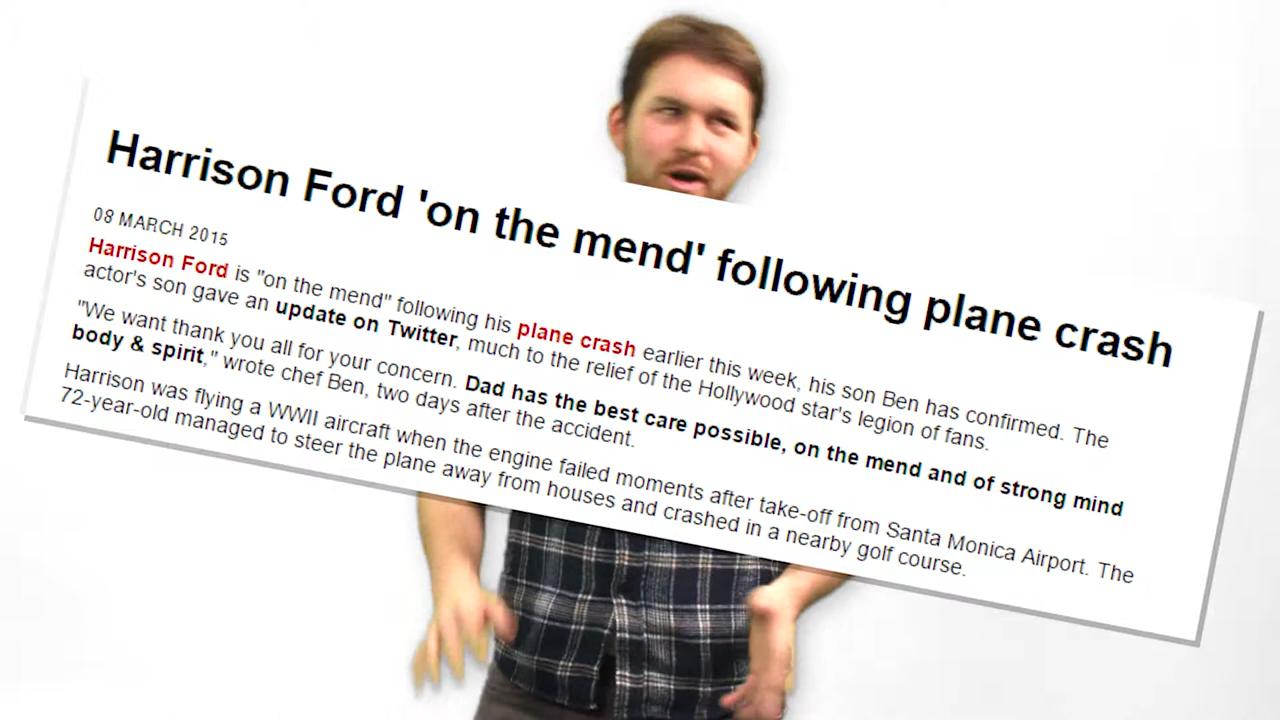 Harrison Ford 'on the mend' following plane crash
08 MARCH 2015
Harrison Ford is "on the mend" following his plane crash earlier this week, his son Ben has confirmed. The
actor's son gave an update on Twitter, much to the relief of the Hollywood star's legion of fans.
"We want thank you all for your concern. Dad has the best care possible, on the mend and of strong mind
body & spirit," wrote chef Ben, two days after the accident.
Harrison was flying a WWII aircraft when the engine failed moments after take-off from Santa Monica Airport. The
72-year-old managed to steer the plane away from houses and crashed in a nearby golf course.